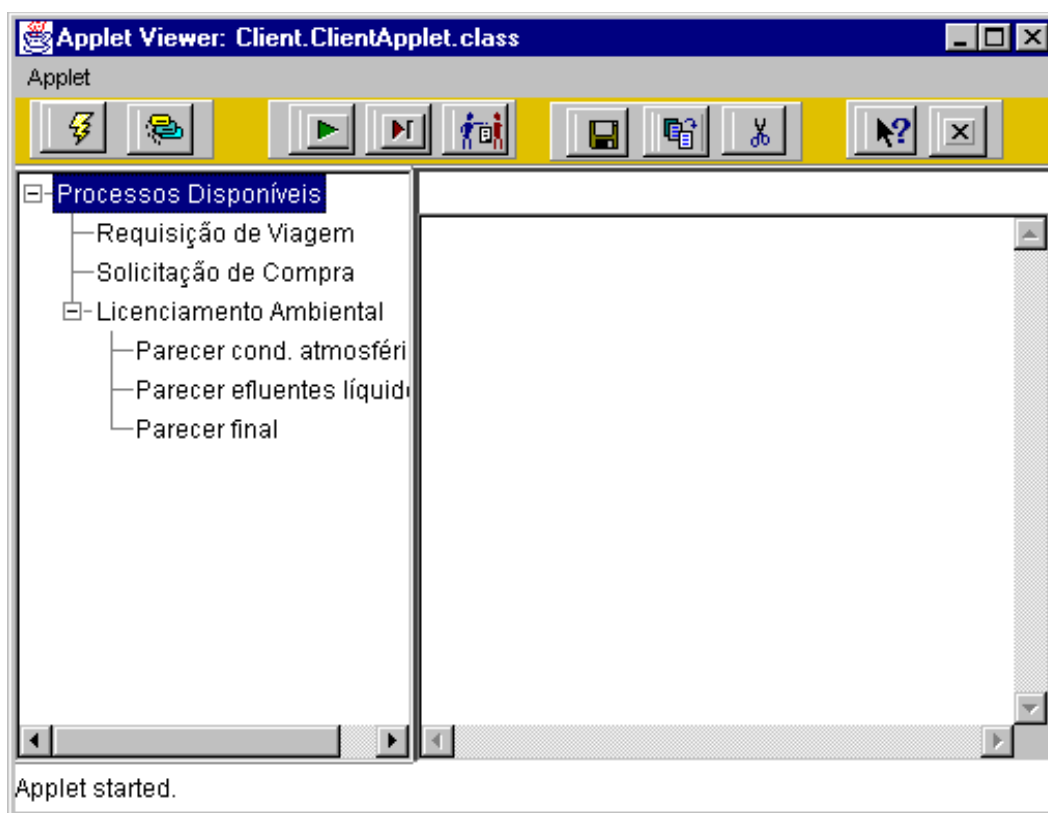 Applet Viewer: Client.ClientApplet.class
Applet
Processos Disponíveis
Requisição de Viagem
Solicitação de Compra
Licenciamento Ambiental
Parecer cond. atmosféri
Parecer efluentes líquid
Parecer final
Applet started.